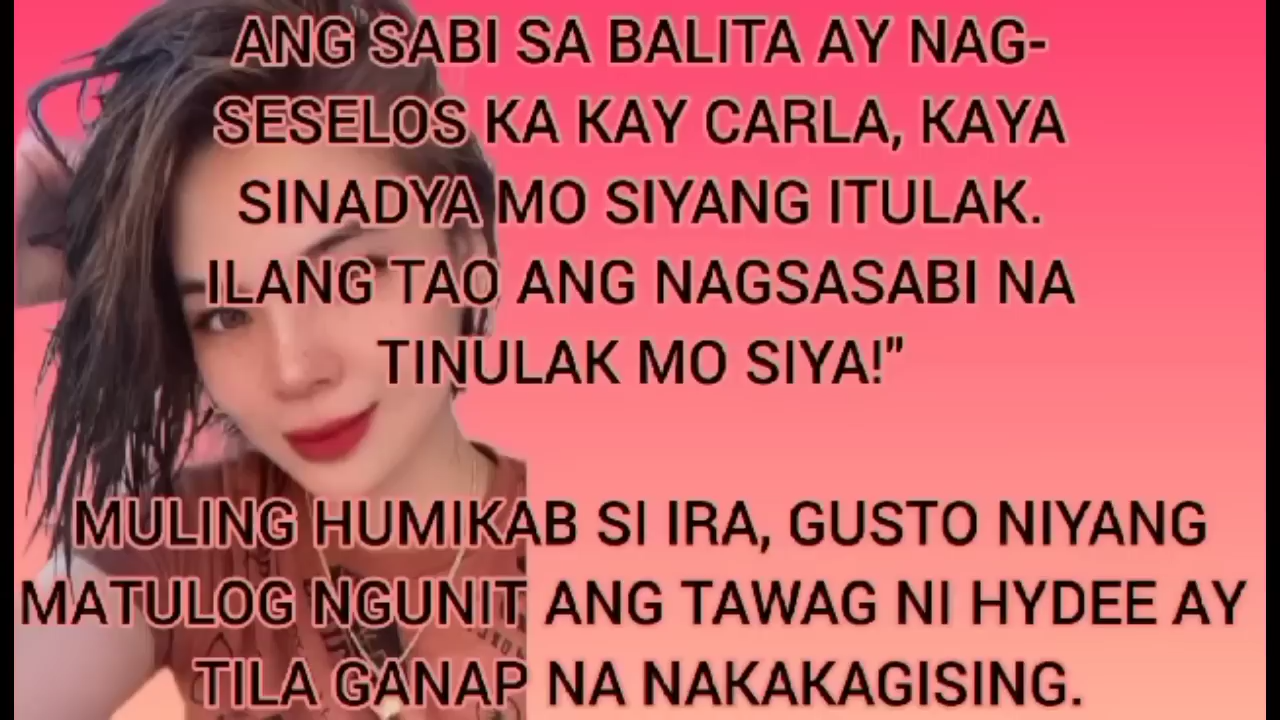 ANG SABI SA BALITA AY NAG-
SESELOS KA KAY CARLA, KAYA
SINADYA MO SIYANG ITULAK.
ILANG TAO ANG NAGSASABI NA
TINULAK MO SIYA!"
MULING HUMIKAB SI IRA, GUSTO NIYANG
MATULOG NGUNIT ANG TAWAG NI HYDEE AY
TILA GANAP NA NAKAKAGISING.